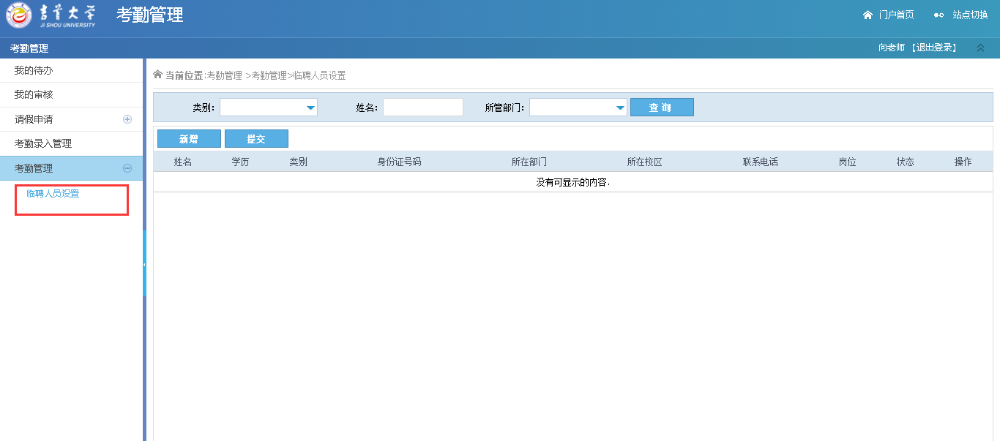 吉首大学
JI SHOU UNIVERSITY
考勤管理
门户首页
站点切换
考勤管理
向老师 【退出登录】
我的待办
我的审核
请假申请
考勤录入管理
考勤管理
临聘人员设置
当前位置:考勤管理 >考勤管理>临聘人员设置
类别: 姓名: 所管部门: 查 询
新增 提交
姓名 学历 类别 身份证号码 所在部门 所在校区 联系电话 岗位 状态 操作
没有可显示的内容.